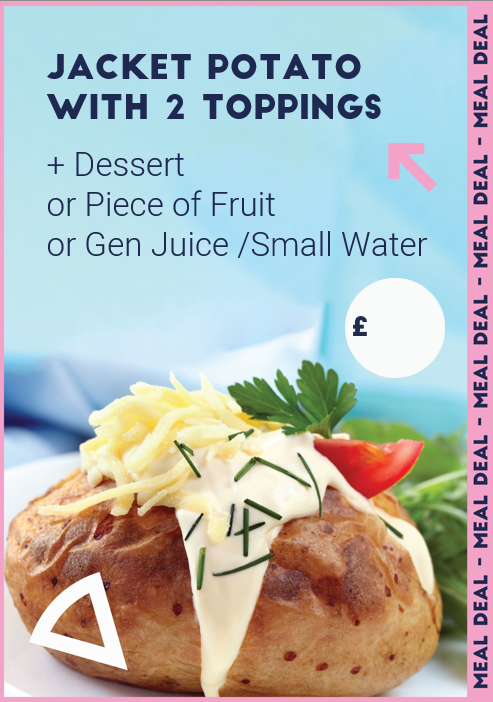 JACKET POTATO
WITH 2 TOPPINGS
+ Dessert
or Piece of Fruit
or Gen Juice /Small Water
£
MEAL DEAL - MEAL DEAL - MEAL DEAL - MEAL DEAL - MEAL DEAL - MEAL DEAL